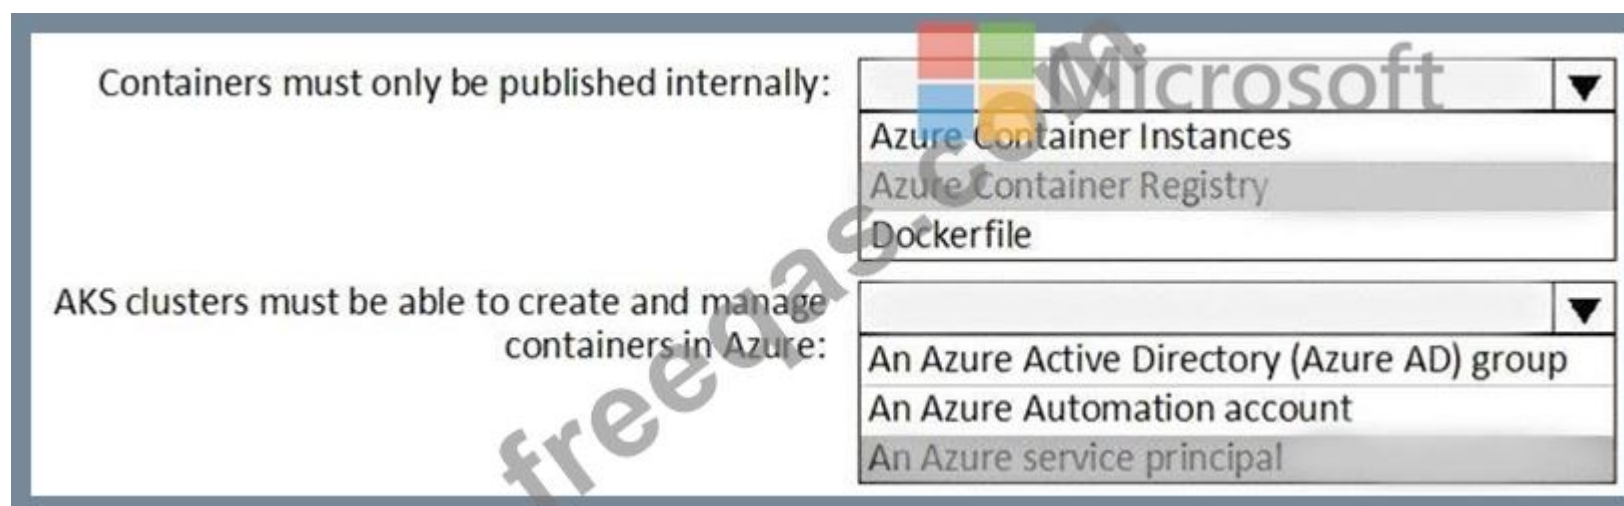 Microsoft
Containers must only be published internally:
Azure Container Instances
Azure Container Registry
Dockerfile
AKS clusters must be able to create and manage
containers in Azure:
An Azure Active Directory (Azure AD) group
An Azure Automation account
An Azure service principal
freeqas.com